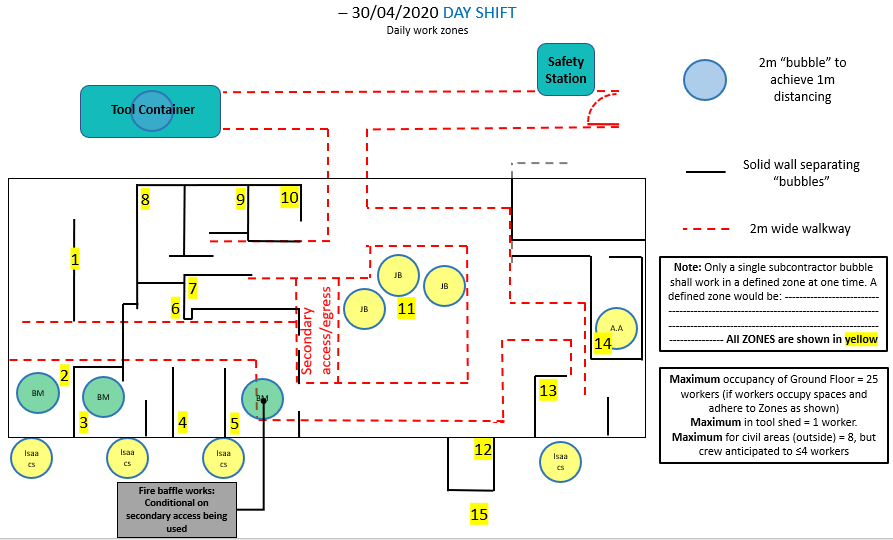 – 30/04/2020 DAY SHIFT
Daily work zones
Safety
Station
Tool Container
2m “bubble” to
achieve 1m
distancing
Solid wall separating
“bubbles”
2m wide walkway
Note: Only a single subcontractor bubble
shall work in a defined zone at one time. A
defined zone would be: -------------------------
---------------------------------------------------------
---------------------------------------------------------
---------------- All ZONES are shown in yellow
Maximum occupancy of Ground Floor = 25
workers (if workers occupy spaces and
adhere to Zones as shown)
Maximum in tool shed = 1 worker.
Maximum for civil areas (outside) = 8, but
crew anticipated to ≤4 workers
8
9
10
1
7
6
Secondary
access/egress
JB
JB
JB
11
A.A
14
2
BM
BM
BM
3
4
5
13
12
15
Isaa
cs
Isaa
cs
Isaa
cs
Isaa
cs
Fire baffle works:
Conditional on
secondary access being
used